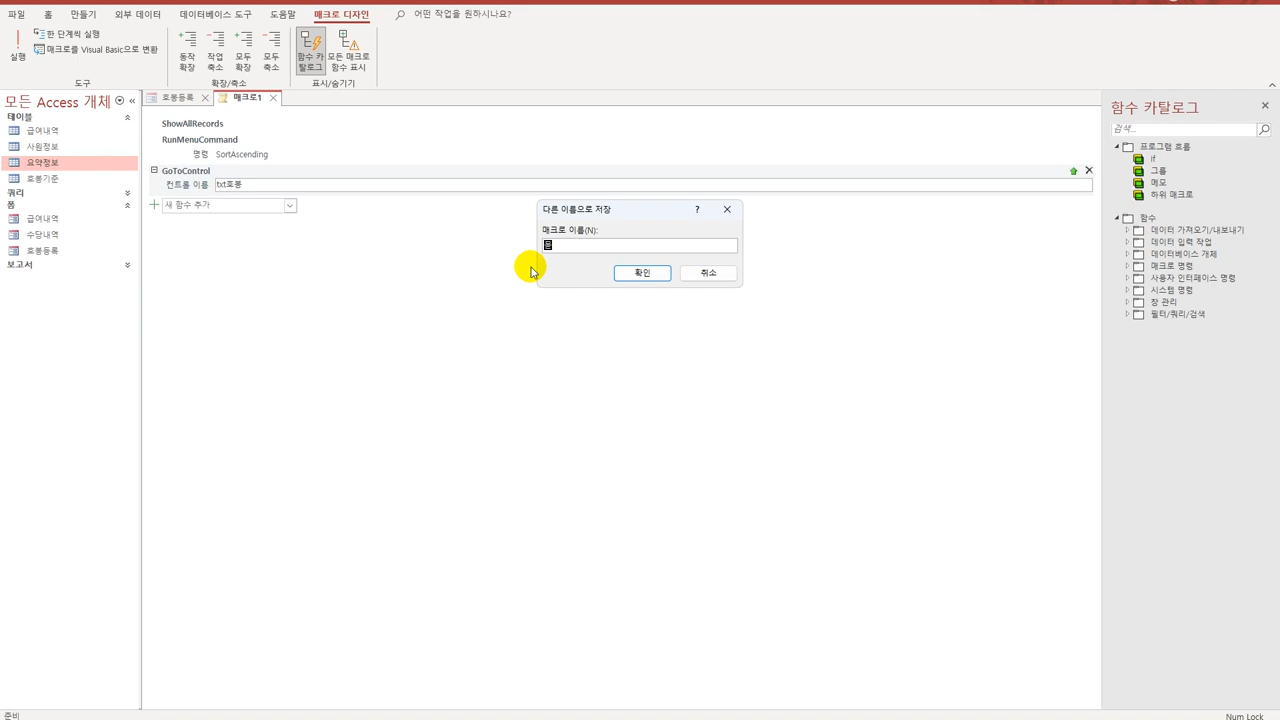 파일 홈 만들기 외부 데이터 데이터베이스 도구 도움말 매크로 디자인 어떤 작업을 원하시나요?
실행
한 단계씩 실행
매크로를 Visual Basic으로 변환
도구
동작 확장
작업 축소
모두 확장
모두 축소
확장/축소
함수 카탈로그
모든 매크로 함수 표시
표시/숨기기
모든 Access 개체
테이블
급여내역
사원정보
요약정보
호봉기준
쿼리
폼
급여내역
수당내역
호봉등록
보고서
호봉등록 매크로1
ShowAllRecords
RunMenuCommand
명령 SortAscending
GoToControl
컨트롤 이름 txt호봉
새 함수 추가
다른 이름으로 저장 ?
매크로 이름(N):
확인 취소
함수 카탈로그
검색...
프로그램 흐름
If
그룹
메모
하위 매크로
함수
데이터 가져오기/내보내기
데이터 입력 작업
데이터베이스 개체
매크로 명령
사용자 인터페이스 명령
시스템 명령
창 관리
필터/쿼리/검색
준비
Num Lock